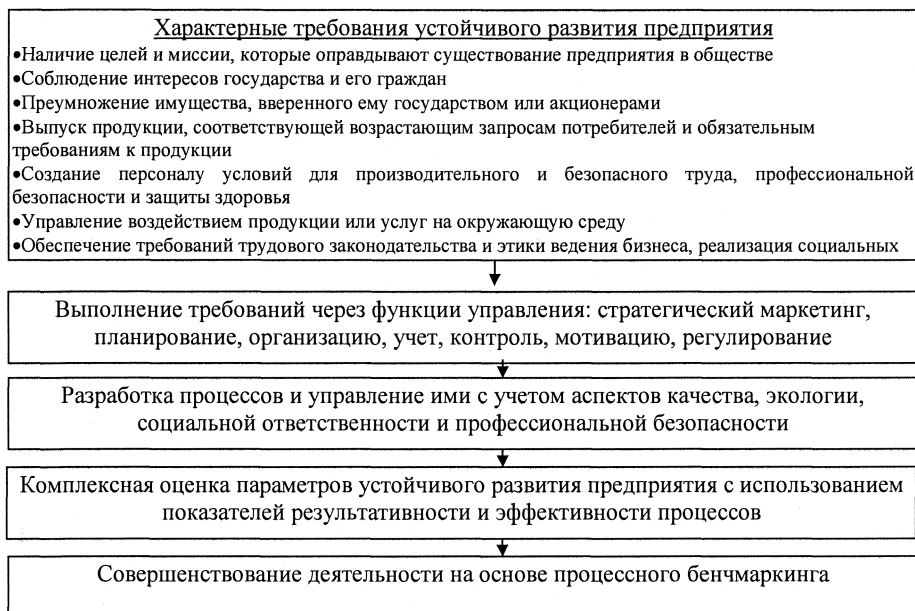 Характерные требования устойчивого развития предприятия
•Наличие целей и миссии, которые оправдывают существование предприятия в обществе
•Соблюдение интересов государства и его граждан
•Преумножение имущества, вверенного ему государством или акционерами
•Выпуск продукции, соответствующей возрастающим запросам потребителей и обязательным
требованиям к продукции
•Создание персоналу условий для производительного и безопасного труда, профессиональной
безопасности и защиты здоровья
•Управление воздействием продукции или услуг на окружающую среду
•Обеспечение требований трудового законодательства и этики ведения бизнеса, реализация социальных
Выполнение требований через функции управления: стратегический маркетинг,
планирование, организацию, учет, контроль, мотивацию, регулирование
Разработка процессов и управление ими с учетом аспектов качества, экологии,
социальной ответственности и профессиональной безопасности
Комплексная оценка параметров устойчивого развития предприятия с использованием
показателей результативности и эффективности процессов
Совершенствование деятельности на основе процессного бенчмаркинга